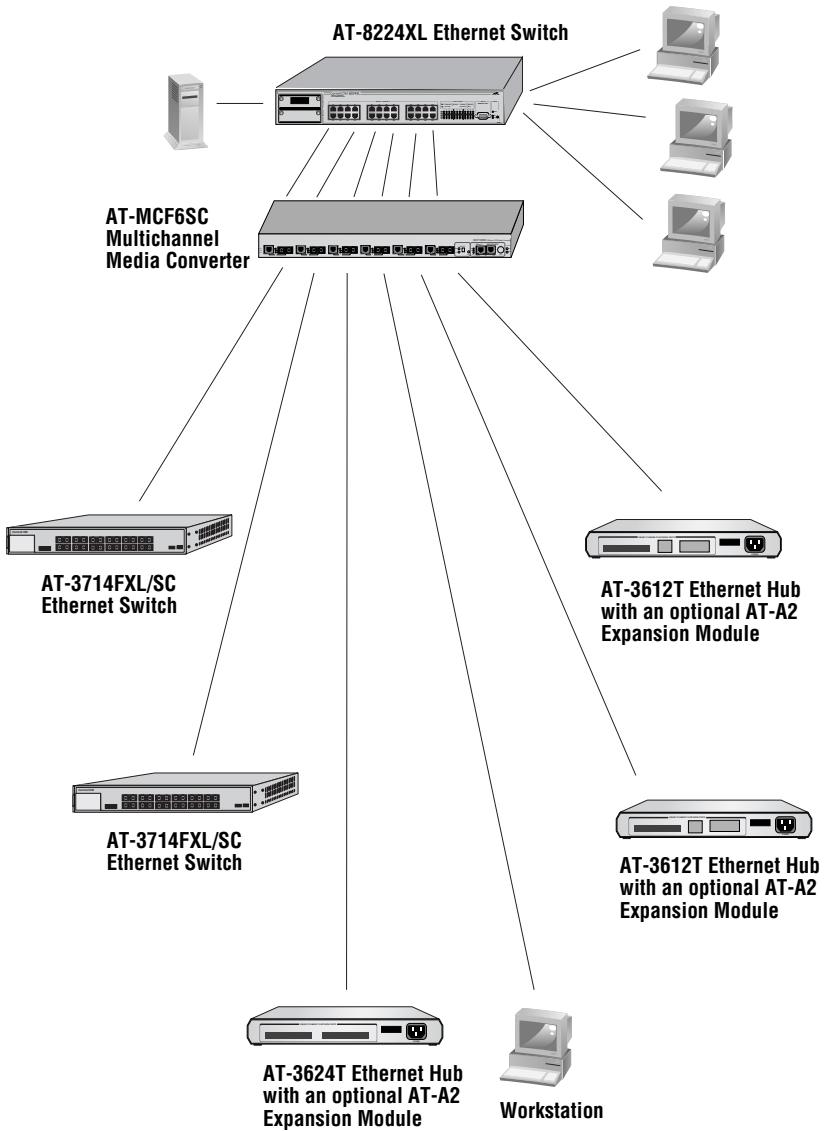 AT-8224XL Ethernet Switch
AT-MCF6SC
Multichannel
Media Converter
AT-3714FXL/SC
Ethernet Switch
AT-3612T Ethernet Hub
with an optional AT-A2
Expansion Module
AT-3714FXL/SC
Ethernet Switch
AT-3612T Ethernet Hub
with an optional AT-A2
Expansion Module
AT-3624T Ethernet Hub
with an optional AT-A2
Expansion Module
Workstation